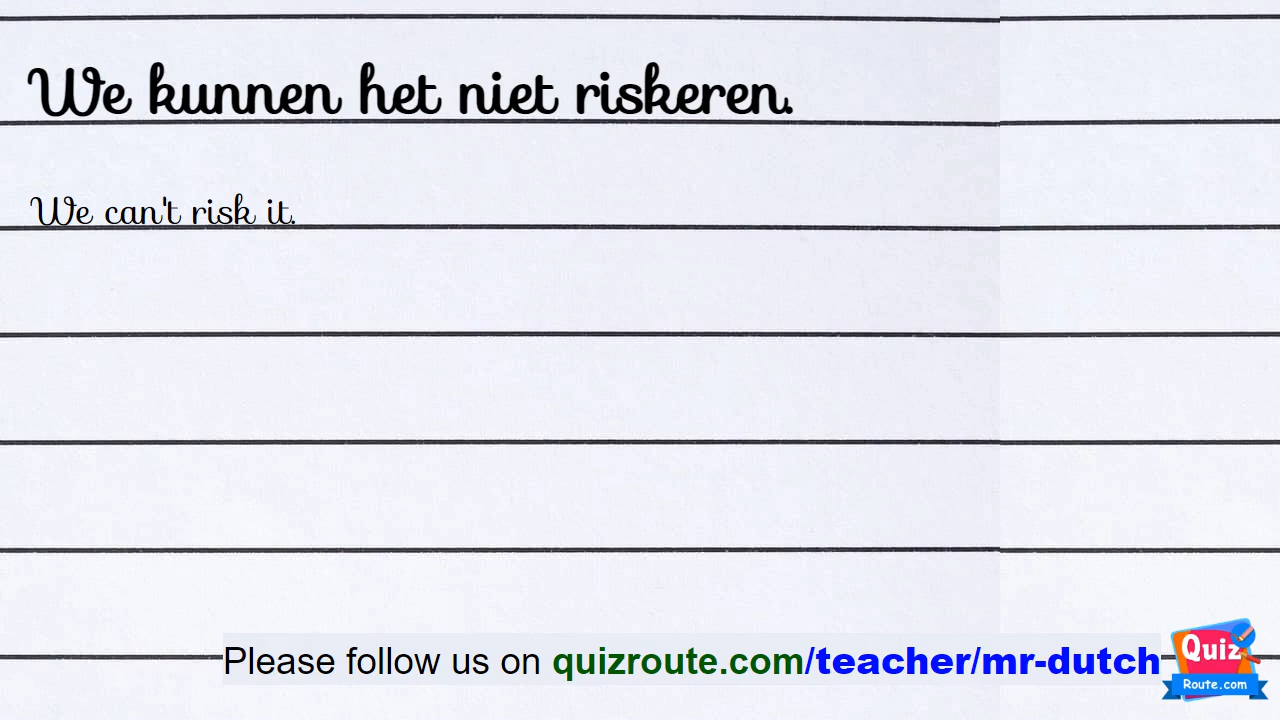 We kunnen het niet riskeren.
We can't risk it.
Please follow us on quizroute.com/teacher/mr-dutch
Quiz
Route.com